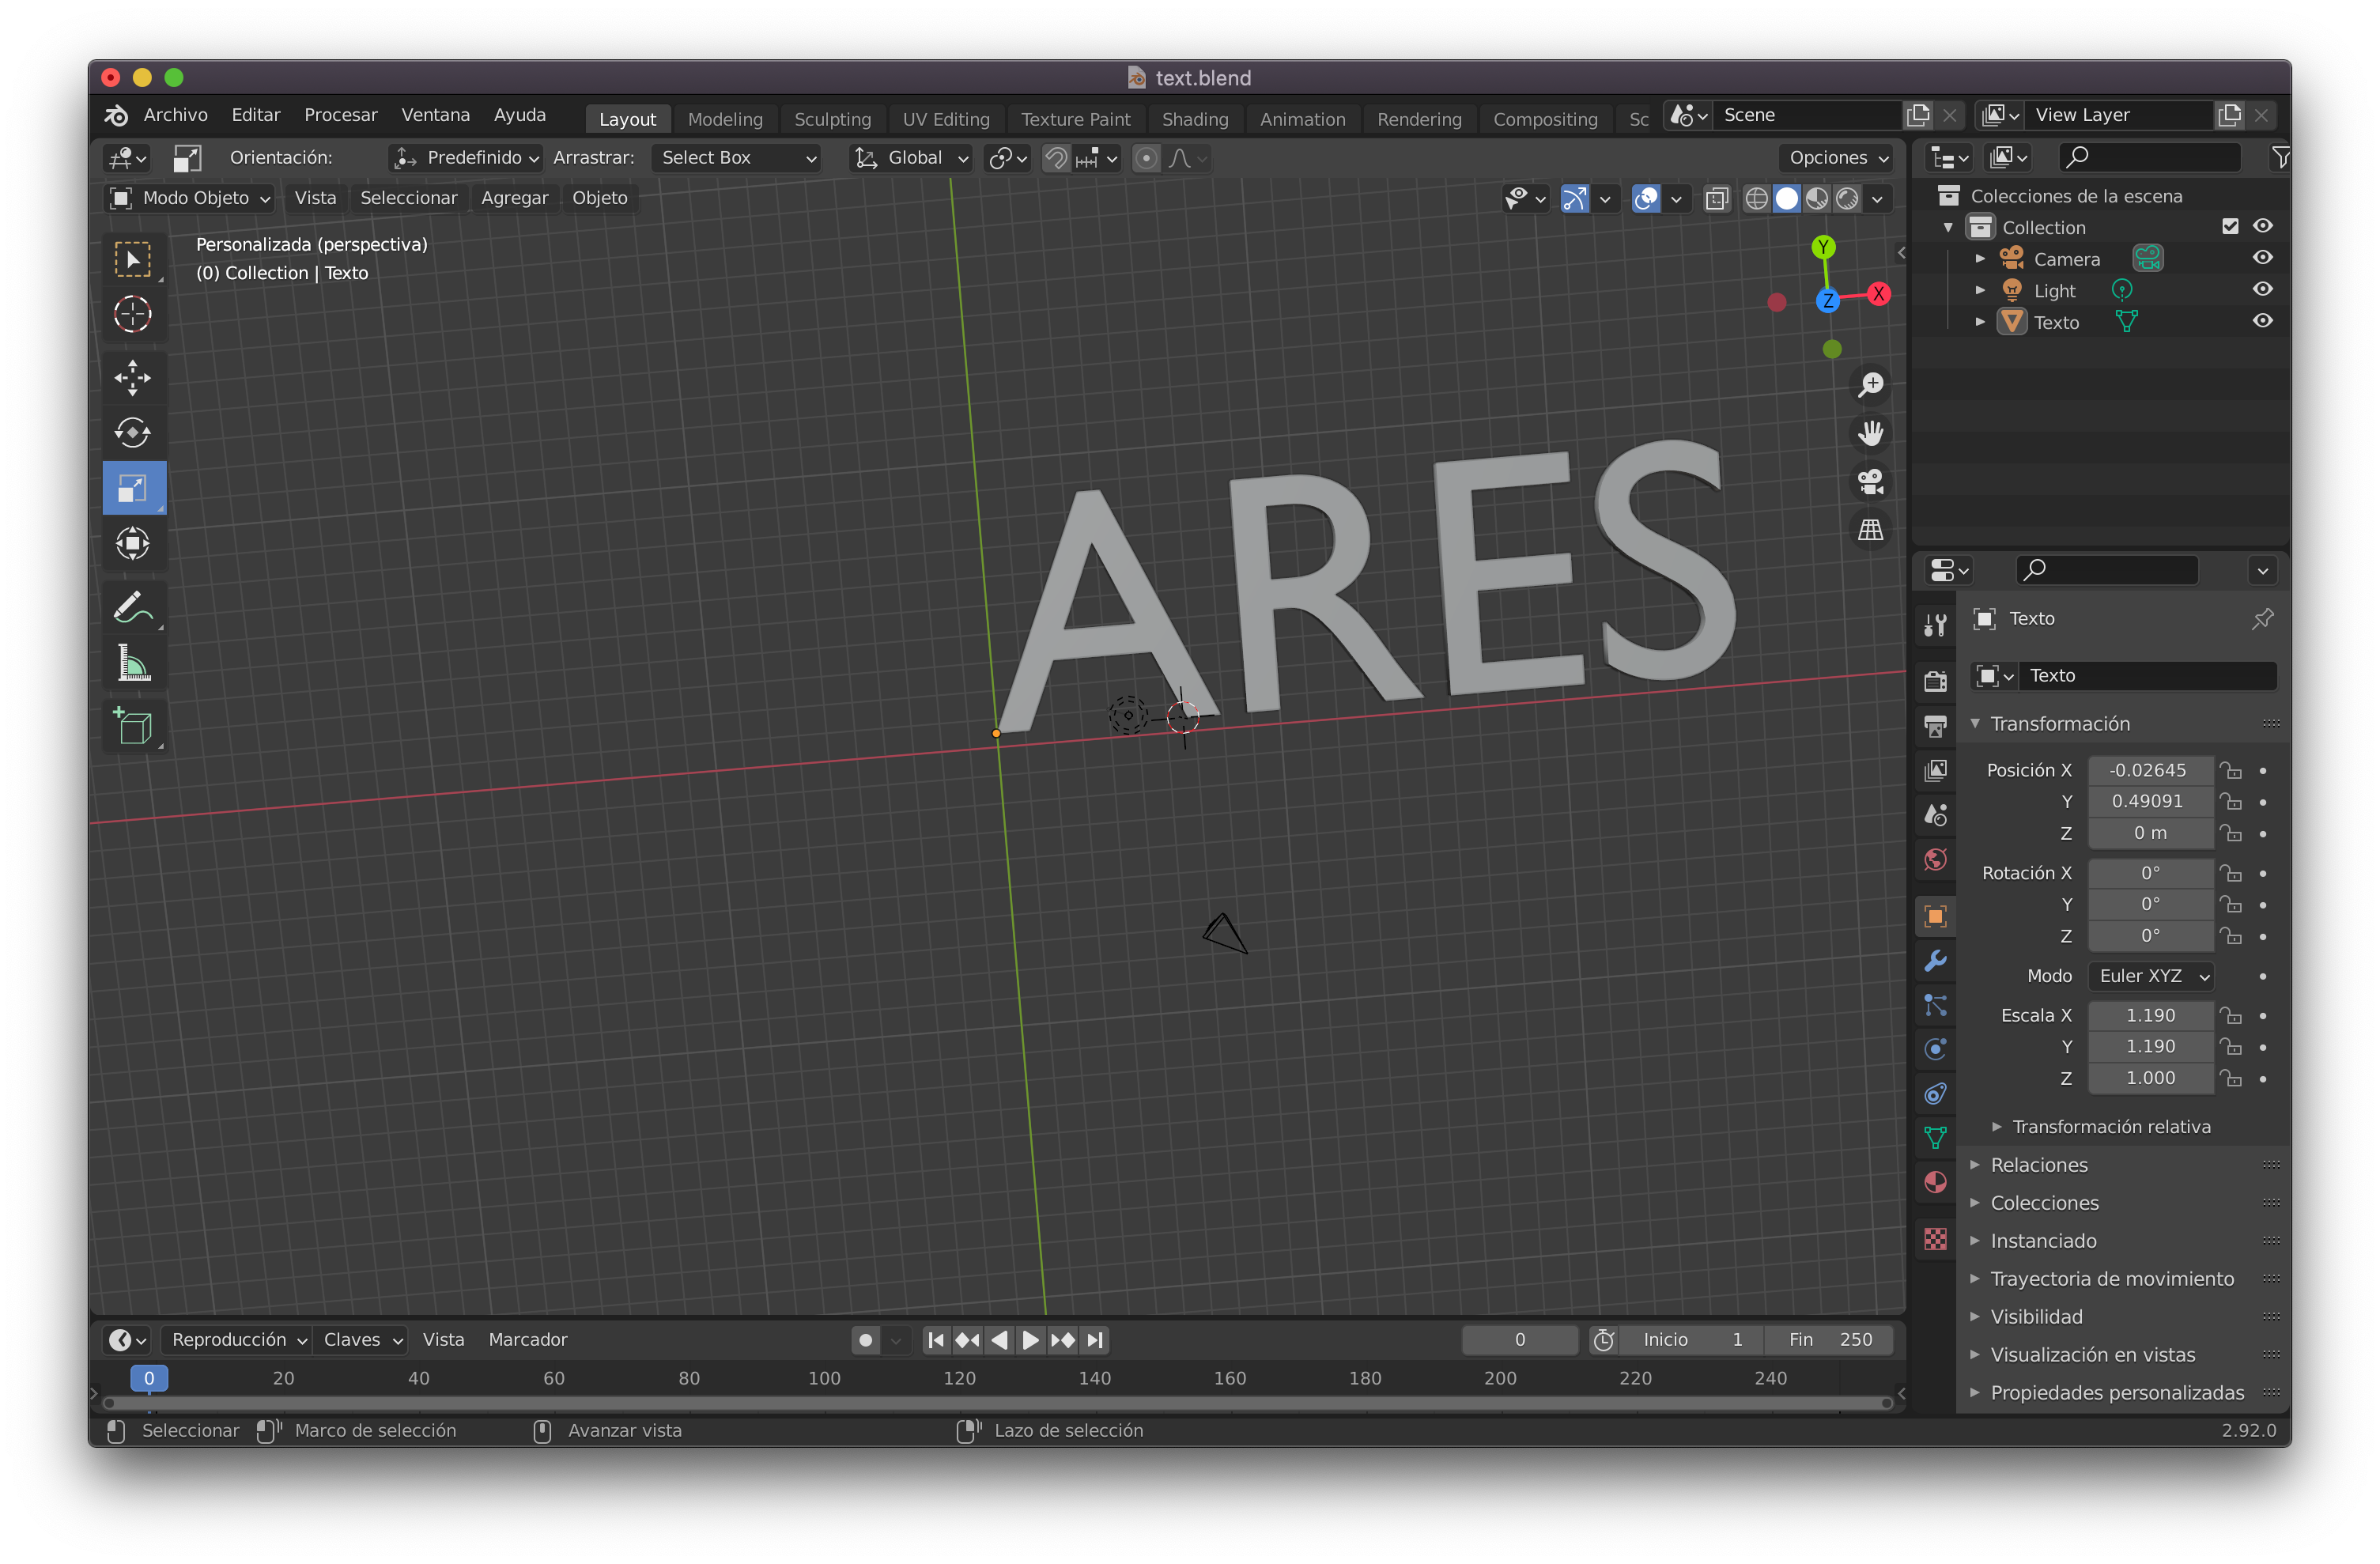 text.blend
Archivo Editar Procesar Ventana Ayuda Layout Modeling Sculpting UV Editing Texture Paint Shading Animation Rendering Compositing Sc Scene View Layer
Orientación: Predefinido Arrastrar: Select Box Global Opciones
Modo Objeto Vista Seleccionar Agregar Objeto
Personalizada (perspectiva)
(0) Collection | Texto
Y
X
Z
ARES
Colecciones de la escena
Collection
Camera
Light
Texto
Texto
Texto
Transformación
Posición X -0.02645
Y 0.49091
Z 0 m
Rotación X 0°
Y 0°
Z 0°
Modo Euler XYZ
Escala X 1.190
Y 1.190
Z 1.000
Transformación relativa
Relaciones
Colecciones
Instanciado
Trayectoria de movimiento
Visibilidad
Visualización en vistas
Propiedades personalizadas
Reproducción Claves Vista Marcador 0 Inicio 1 Fin 250
0 20 40 60 80 100 120 140 160 180 200 220 240
Seleccionar Marco de selección Avanzar vista Lazo de selección 2.92.0